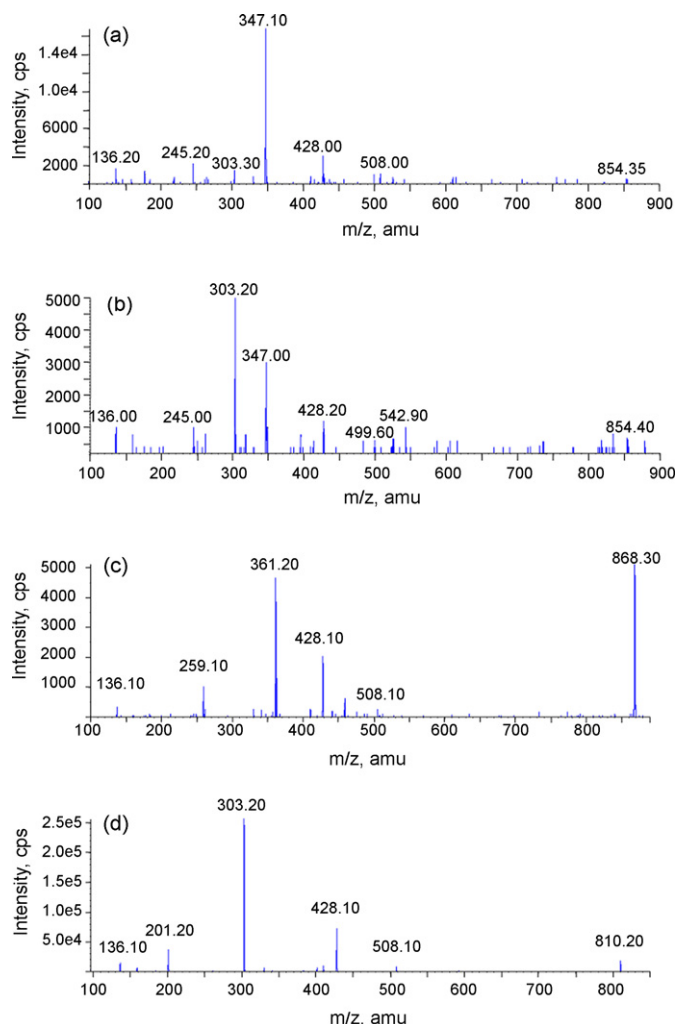 (a)
347.10
Intensity, cps
1.4e4
1.0e4
6000
2000
136.20
245.20
303.30
428.00
508.00
854.35
100 200 300 400 500 600 700 800 900
m/z, amu
(b)
303.20
Intensity, cps
5000
4000
3000
2000
1000
347.00
136.00
245.00
428.20
499.60
542.90
854.40
100 200 300 400 500 600 700 800 900
m/z, amu
(c)
361.20
868.30
Intensity, cps
5000
4000
3000
2000
1000
428.10
259.10
136.10
508.10
100 200 300 400 500 600 700 800
m/z, amu
(d)
303.20
Intensity, cps
2.5e5
2.0e5
1.5e5
1.0e5
5.0e4
428.10
201.20
136.10
508.10
810.20
100 200 300 400 500 600 700 800
m/z, amu